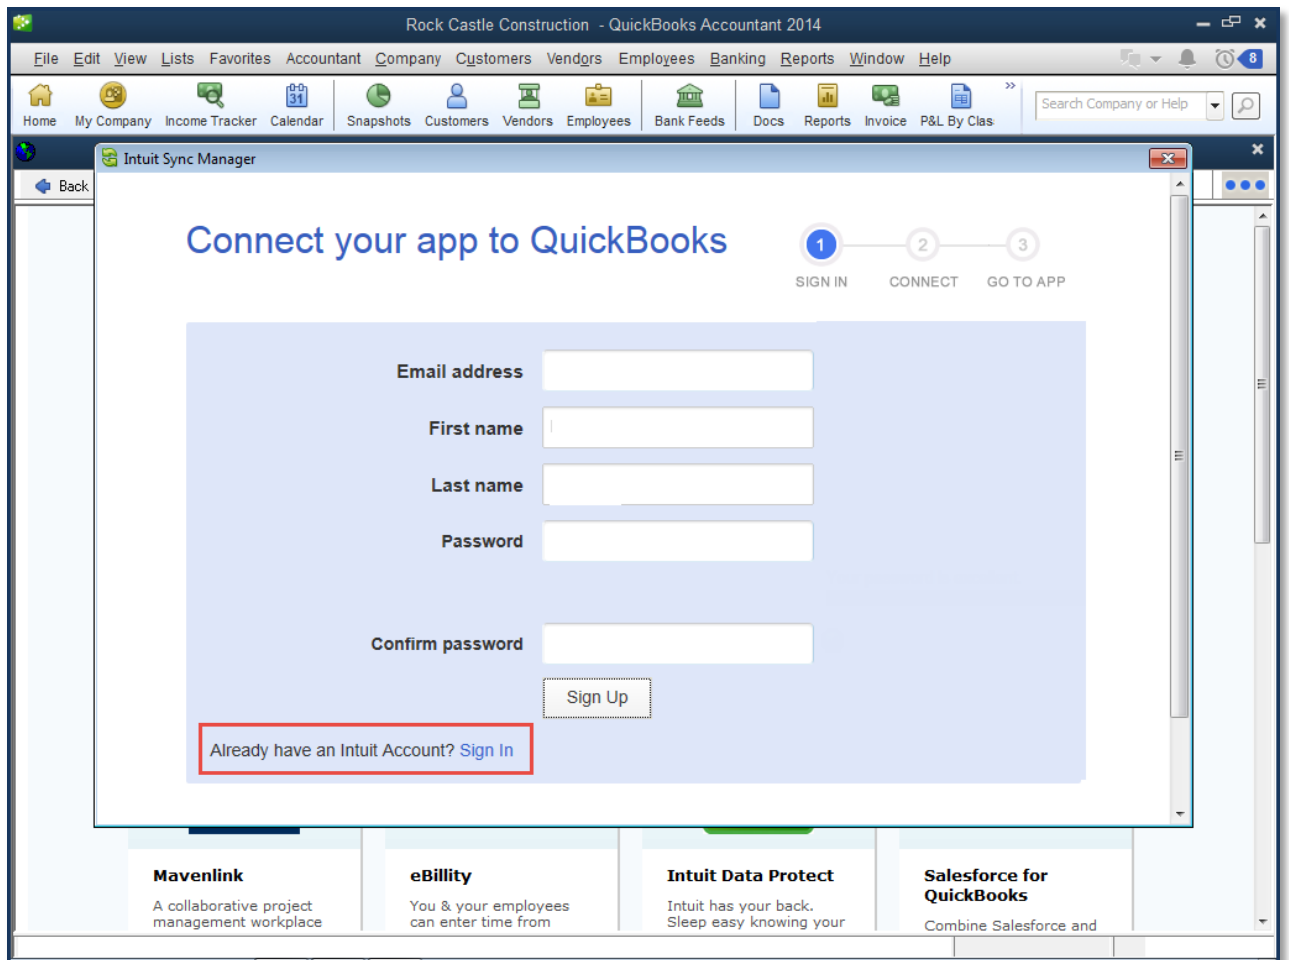 Rock Castle Construction - QuickBooks Accountant 2014
File Edit View Lists Favorites Accountant Company Customers Vendors Employees Banking Reports Window Help
8
31
Home My Company Income Tracker Calendar Snapshots Customers Vendors Employees Bank Feeds Docs Reports Invoice P&L By Clas
Search Company or Help
Intuit Sync Manager
Back
Connect your app to QuickBooks
1 2 3
SIGN IN CONNECT GO TO APP
Email address
First name
Last name
Password
Confirm password
Sign Up
Already have an Intuit Account? Sign In
Mavenlink
A collaborative project
management workplace
eBillity
You & your employees
can enter time from
Intuit Data Protect
Intuit has your back.
Sleep easy knowing your
Salesforce for
QuickBooks
Combine Salesforce and